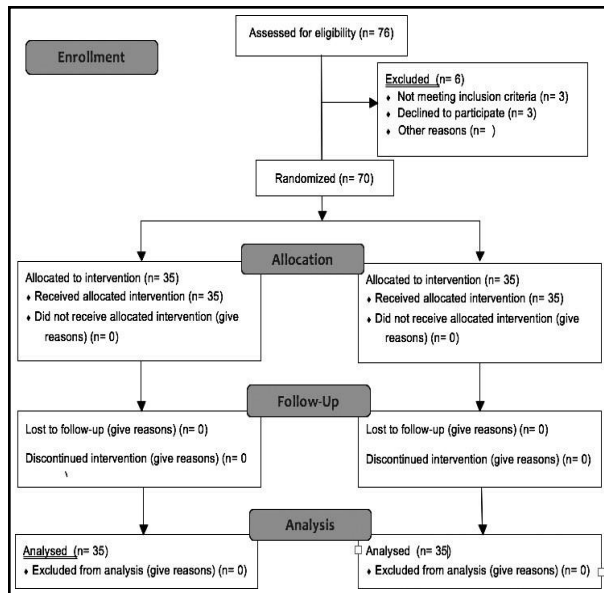 Assessed for eligibility (n= 76)
Enrollment
Excluded (n= 6)
♦ Not meeting inclusion criteria (n= 3)
♦ Declined to participate (n= 3)
♦ Other reasons (n= )
Randomized (n= 70)
Allocation
Allocated to intervention (n= 35)
♦ Received allocated intervention (n= 35)
♦ Did not receive allocated intervention (give
reasons) (n= 0)
Allocated to intervention (n= 35)
♦ Received allocated intervention (n= 35)
♦ Did not receive allocated intervention (give
reasons) (n= 0)
Follow-Up
Lost to follow-up (give reasons) (n= 0)
Discontinued intervention (give reasons) (n= 0
Lost to follow-up (give reasons) (n= 0)
Discontinued intervention (give reasons) (n= 0)
Analysis
Analysed (n= 35)
♦ Excluded from analysis (give reasons) (n= 0)
Analysed (n= 35)
♦ Excluded from analysis (give reasons) (n= 0)